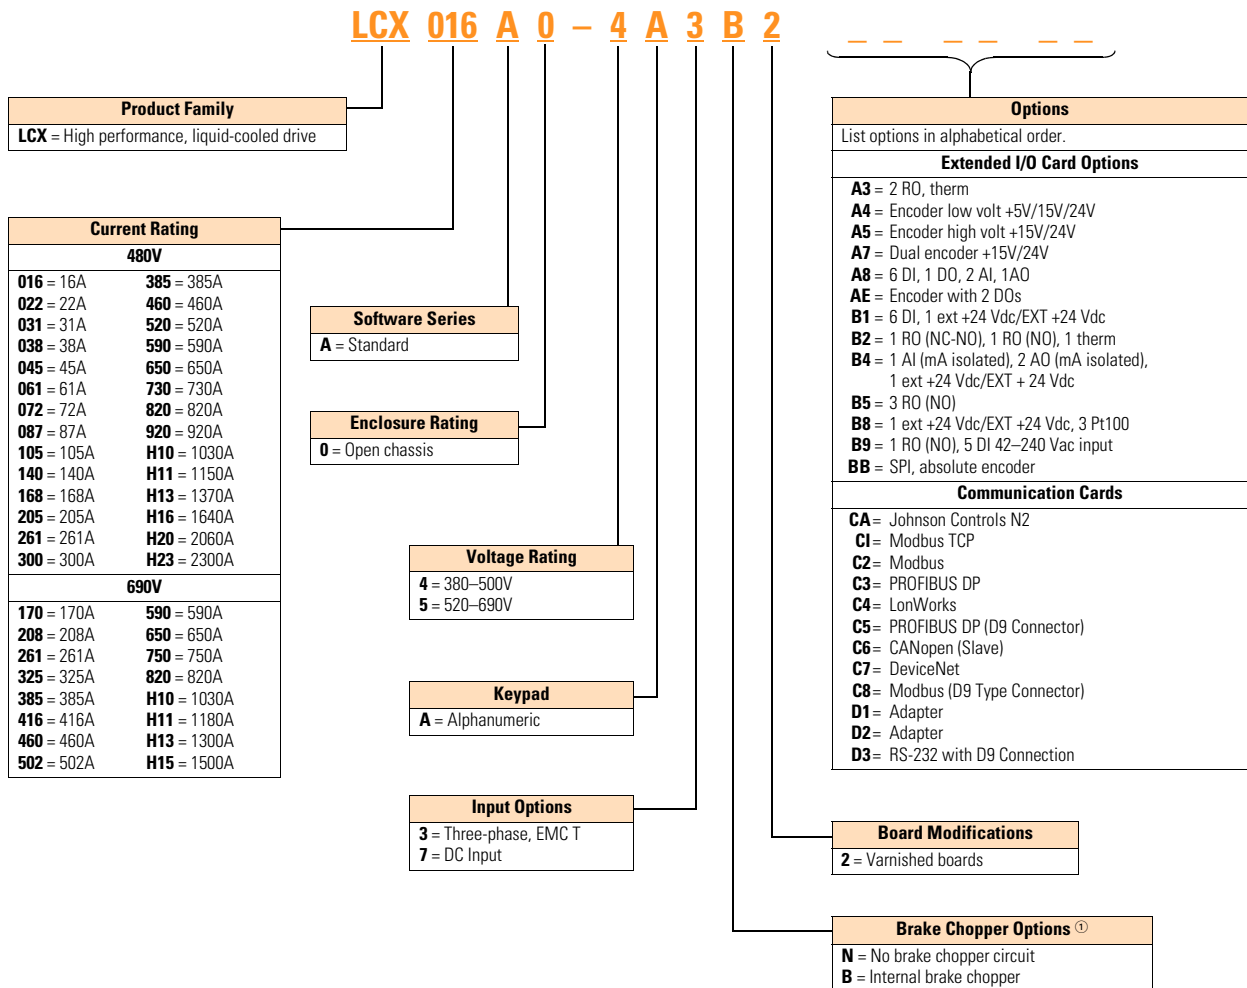 LCX 016 A 0 – 4 A 3 B 2 _ _ _ _ _ _
Product Family
LCX = High performance, liquid-cooled drive
Current Rating
480V
016 = 16A 385 = 385A
022 = 22A 460 = 460A
031 = 31A 520 = 520A
038 = 38A 590 = 590A
045 = 45A 650 = 650A
061 = 61A 730 = 730A
072 = 72A 820 = 820A
087 = 87A 920 = 920A
105 = 105A H10 = 1030A
140 = 140A H11 = 1150A
168 = 168A H13 = 1370A
205 = 205A H16 = 1640A
261 = 261A H20 = 2060A
300 = 300A H23 = 2300A
690V
170 = 170A 590 = 590A
208 = 208A 650 = 650A
261 = 261A 750 = 750A
325 = 325A 820 = 820A
385 = 385A H10 = 1030A
416 = 416A H11 = 1180A
460 = 460A H13 = 1300A
502 = 502A H15 = 1500A
Software Series
A = Standard
Enclosure Rating
0 = Open chassis
Voltage Rating
4 = 380–500V
5 = 520–690V
Keypad
A = Alphanumeric
Input Options
3 = Three-phase, EMC T
7 = DC Input
Options
List options in alphabetical order.
Extended I/O Card Options
A3 = 2 RO, therm
A4 = Encoder low volt +5V/15V/24V
A5 = Encoder high volt +15V/24V
A7 = Dual encoder +15V/24V
A8 = 6 DI, 1 DO, 2 AI, 1AO
AE = Encoder with 2 DOs
B1 = 6 DI, 1 ext +24 Vdc/EXT +24 Vdc
B2 = 1 RO (NC-NO), 1 RO (NO), 1 therm
B4 = 1 AI (mA isolated), 2 AO (mA isolated),
1 ext +24 Vdc/EXT + 24 Vdc
B5 = 3 RO (NO)
B8 = 1 ext +24 Vdc/EXT +24 Vdc, 3 Pt100
B9 = 1 RO (NO), 5 DI 42–240 Vac input
BB = SPI, absolute encoder
Communication Cards
CA = Johnson Controls N2
CI = Modbus TCP
C2 = Modbus
C3 = PROFIBUS DP
C4 = LonWorks
C5 = PROFIBUS DP (D9 Connector)
C6 = CANopen (Slave)
C7 = DeviceNet
C8 = Modbus (D9 Type Connector)
D1 = Adapter
D2 = Adapter
D3 = RS-232 with D9 Connection
Board Modifications
2 = Varnished boards
Brake Chopper Options ①
N = No brake chopper circuit
B = Internal brake chopper